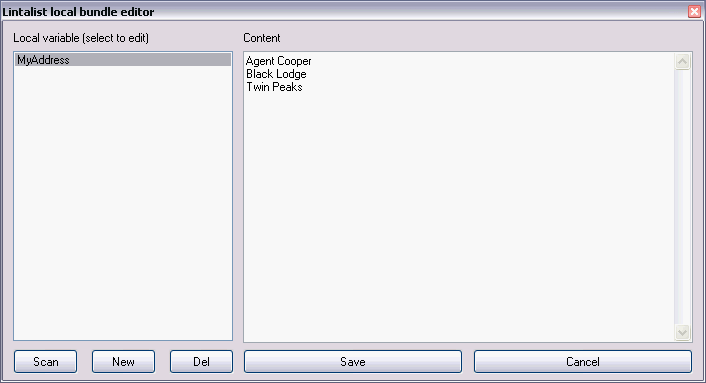 Lintalist local bundle editor
Local variable (select to edit)
Content
MyAddress
Agent Cooper
Black Lodge
Twin Peaks
Scan
New
Del
Save
Cancel